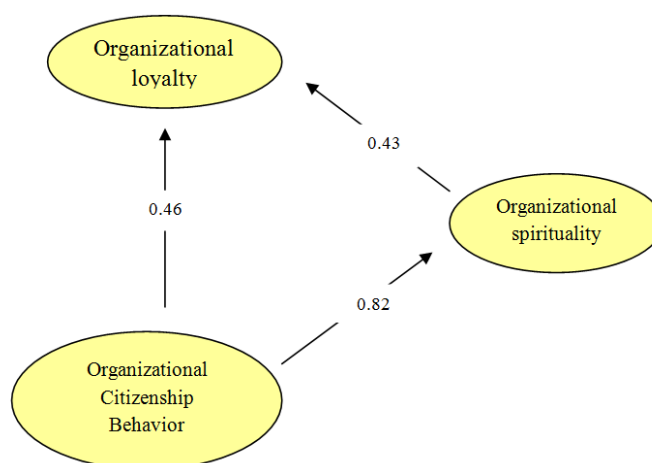 Organizational
loyalty
0.43
0.46
Organizational
spirituality
0.82
Organizational
Citizenship
Behavior